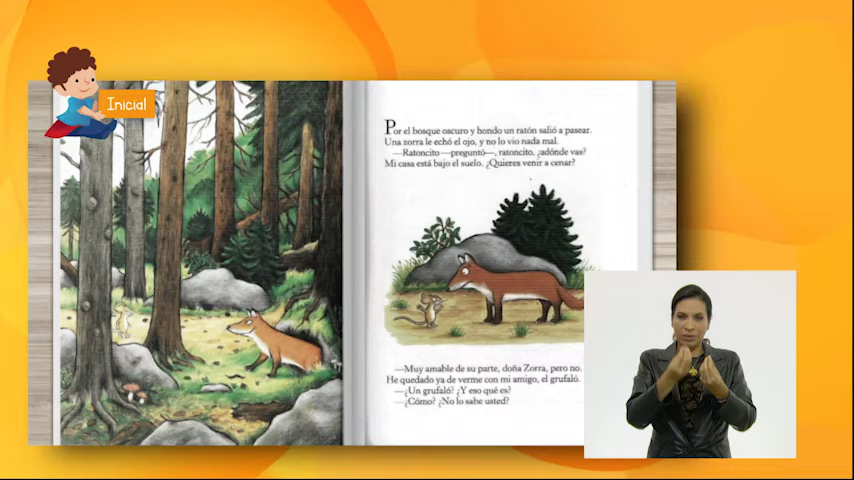 Inicial
Por el bosque oscuro y hondo un ratón salió a pasear.
Una zorra le echó el ojo, y no lo vio nada mal.
—Ratoncito —preguntó—, ratoncito, ¿adónde vas?
Mi casa está bajo el suelo. ¿Quieres venir a cenar?
—Muy amable de su parte, doña Zorra, pero no.
He quedado ya de verme con mi amigo, el grufaló.
—¿Un grufaló? ¿Y eso qué es?
—¿Cómo? ¿No lo sabe usted?